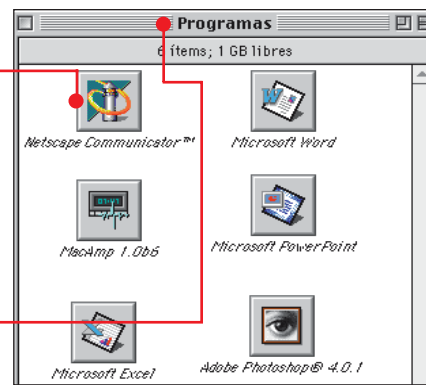 Programas
6 ítems; 1 GB libres
Netscape Communicator™
Microsoft Word
MacAmp 1.0b6
Microsoft PowerPoint
Microsoft Excel
Adobe Photoshop® 4.0.1